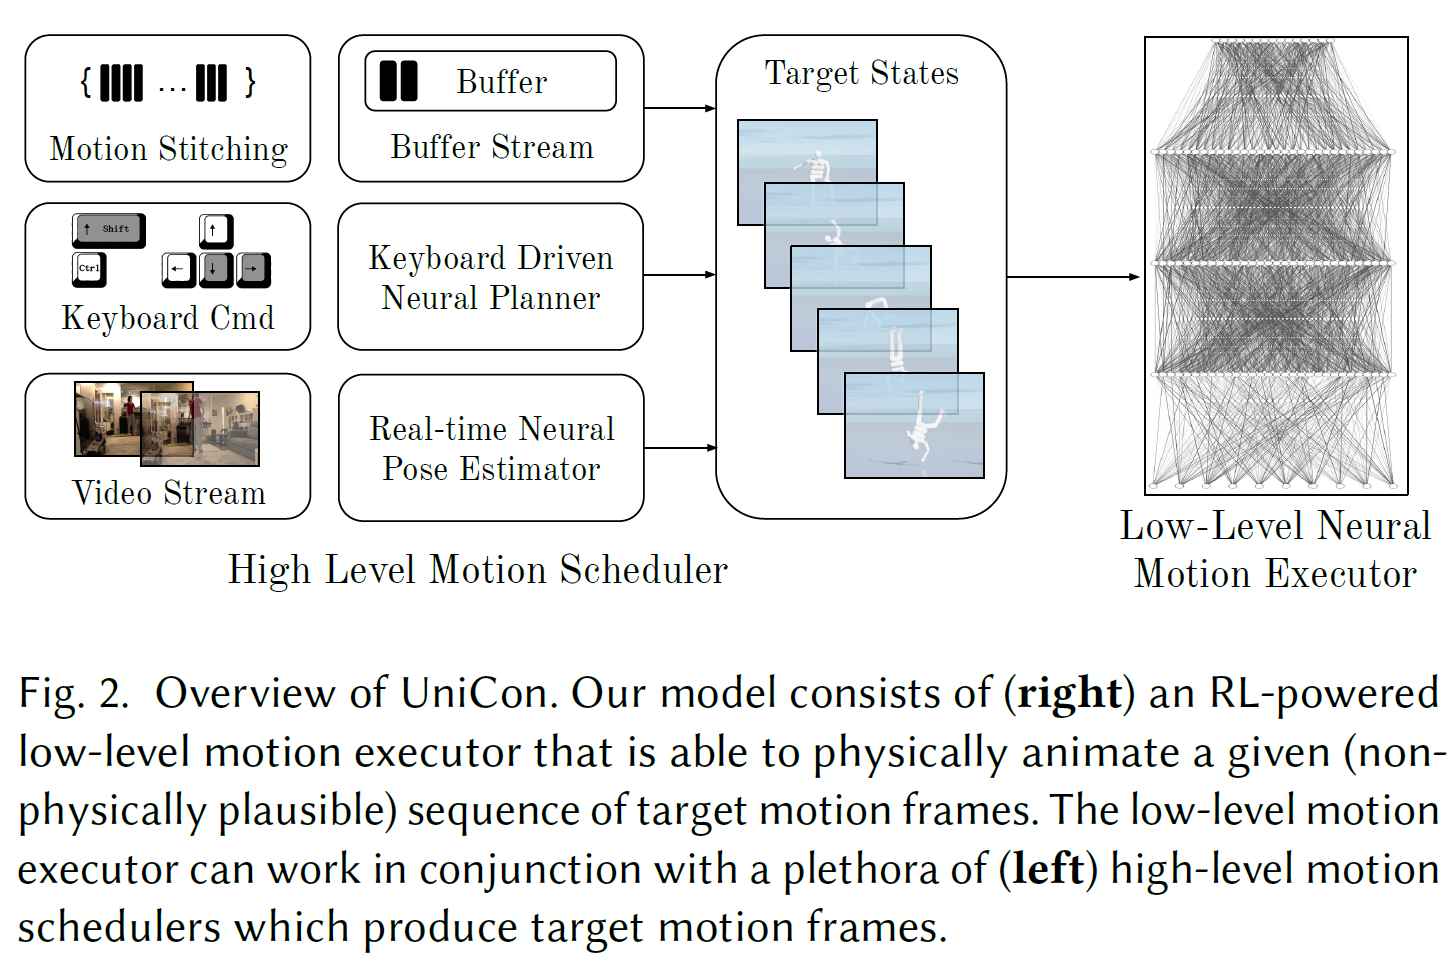 { ... }
Motion Stitching
Buffer
Buffer Stream
Target States
↑ Shift
↑
Ctrl
← ↓ →
Keyboard Cmd
Keyboard Driven
Neural Planner
Video Stream
Real-time Neural
Pose Estimator
High Level Motion Scheduler
Low-Level Neural
Motion Executor
Fig. 2. Overview of UniCon. Our model consists of (right) an RL-powered
low-level motion executor that is able to physically animate a given (non-
physically plausible) sequence of target motion frames. The low-level motion
executor can work in conjunction with a plethora of (left) high-level motion
schedulers which produce target motion frames.